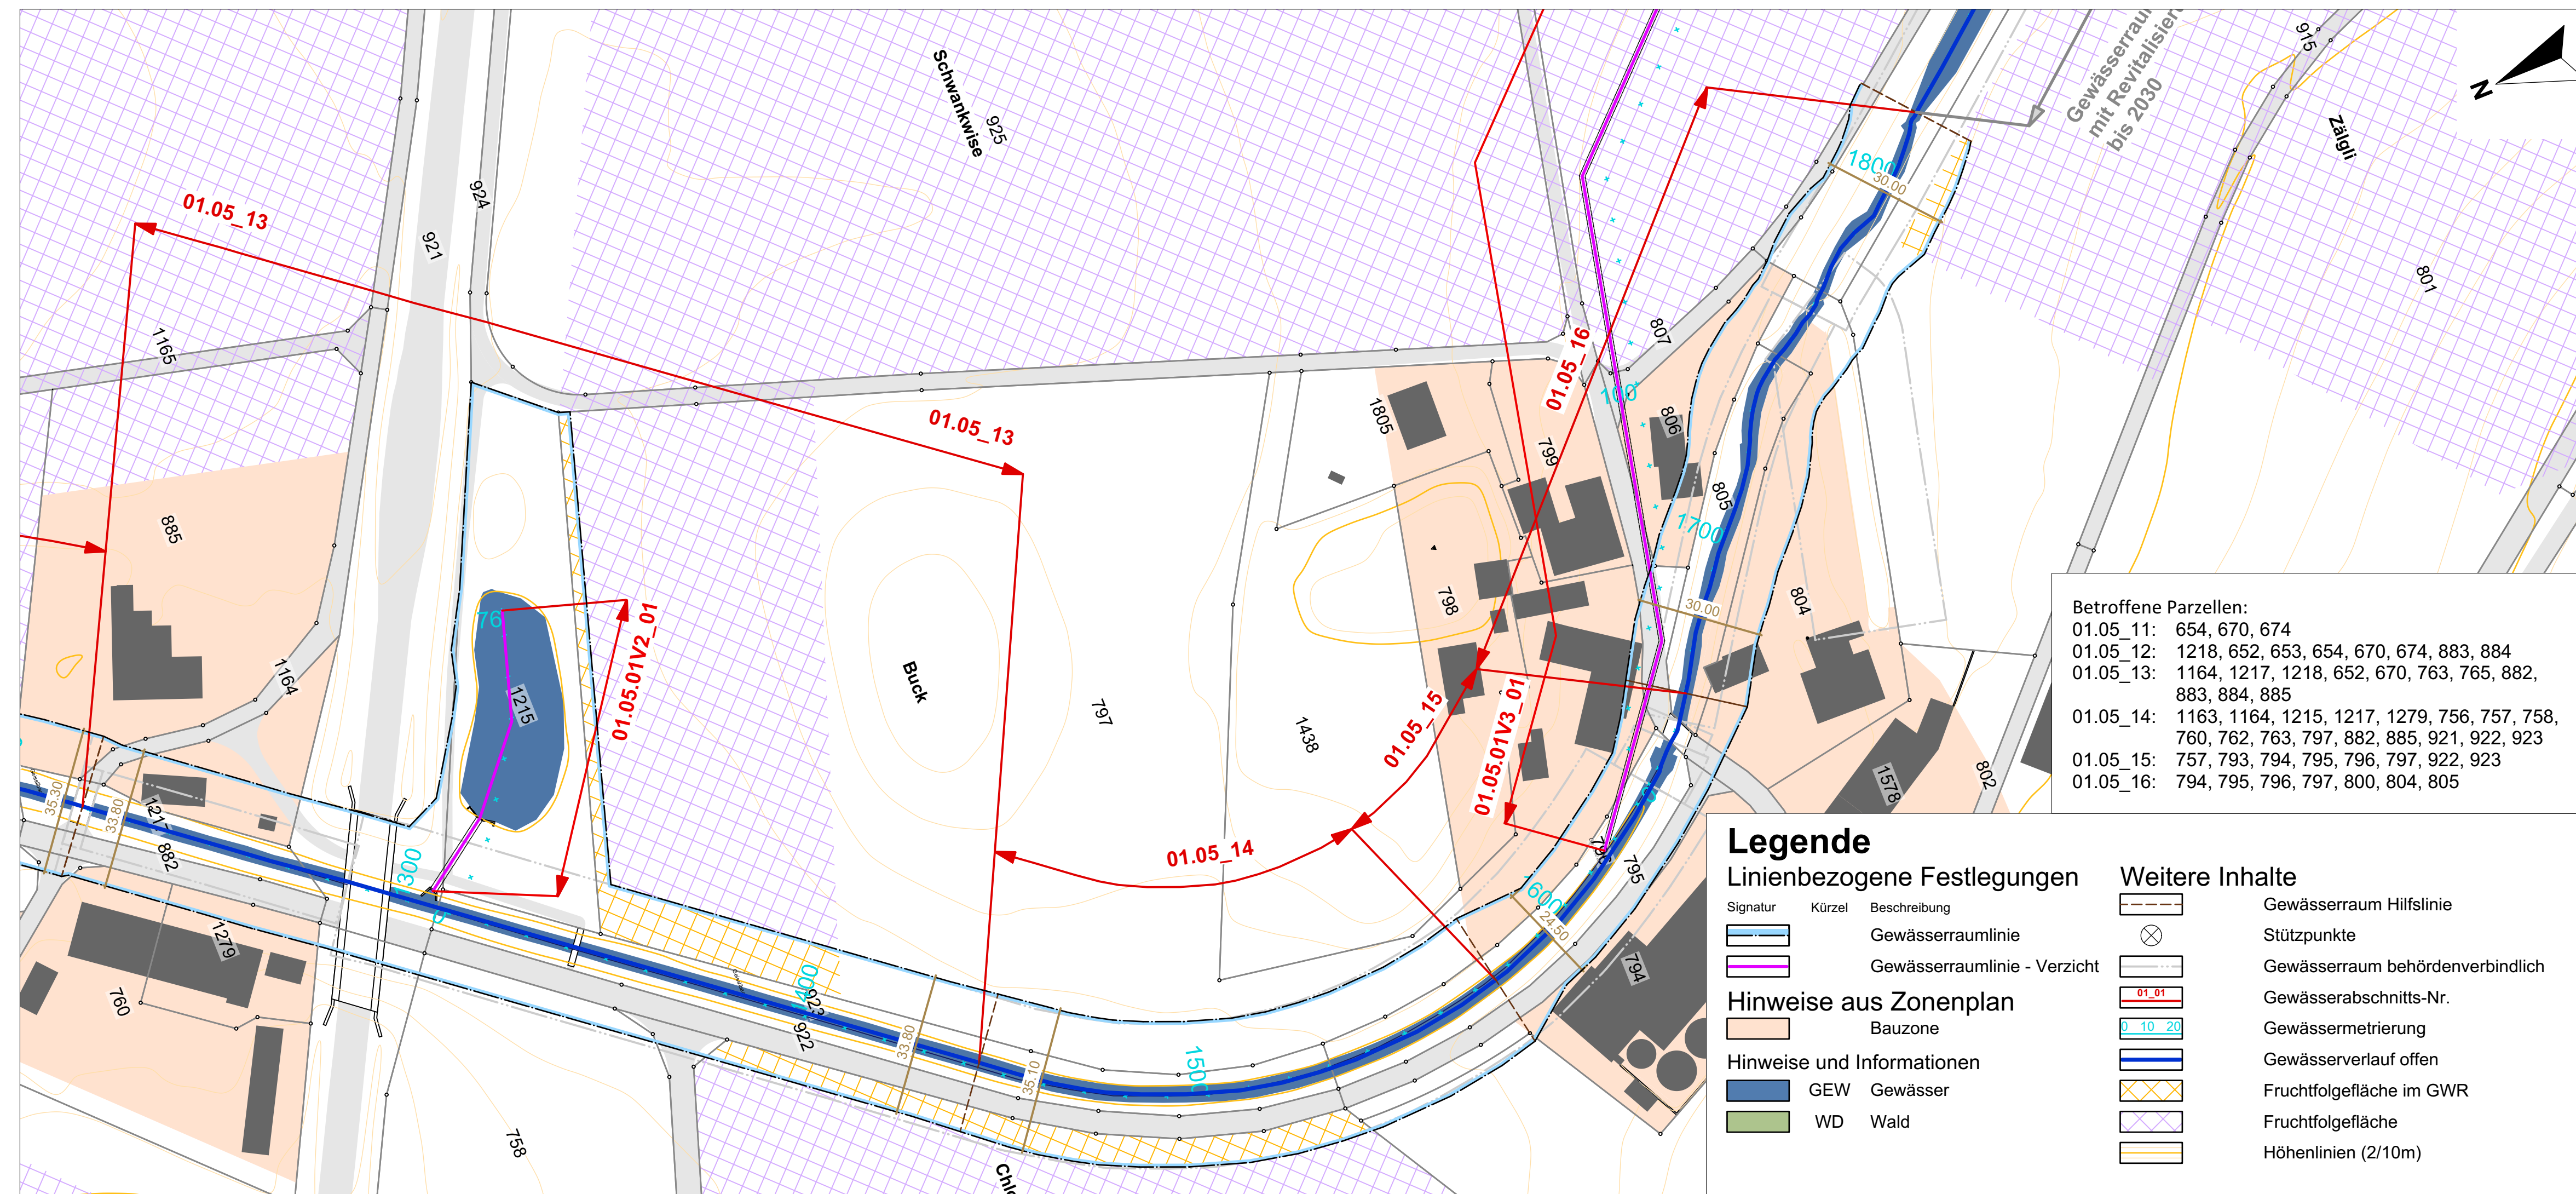 Schwankwise
925
Gewässerraum
mit Revitalisierung
bis 2030
915
Zälgli
N
924
921
01.05_13
1165
1800
30.00
801
807
01.05_16
100
1805
806
799
01.05_13
805
1700
885
798
804
30.00
1164
76
1215
01.05.01V2_01
Buck
797
1438
01.05_15
01.05.01V3_01
1578
802
35.30
33.80
1217
882
1300
0
01.05_14
796
795
1600
24.50
794
1279
760
1400
923
922
33.80
35.10
1500
758
Betroffene Parzellen:
01.05_11: 654, 670, 674
01.05_12: 1218, 652, 653, 654, 670, 674, 883, 884
01.05_13: 1164, 1217, 1218, 652, 670, 763, 765, 882,
883, 884, 885
01.05_14: 1163, 1164, 1215, 1217, 1279, 756, 757, 758,
760, 762, 763, 797, 882, 885, 921, 922, 923
01.05_15: 757, 793, 794, 795, 796, 797, 922, 923
01.05_16: 794, 795, 796, 797, 800, 804, 805
Legende
Linienbezogene Festlegungen
Signatur Kürzel Beschreibung
Gewässerraumlinie
Gewässerraumlinie - Verzicht
Hinweise aus Zonenplan
Bauzone
Hinweise und Informationen
GEW Gewässer
WD Wald
Weitere Inhalte
Gewässerraum Hilfslinie
Stützpunkte
Gewässerraum behördenverbindlich
01_01 Gewässerabschnitts-Nr.
0 10 20 Gewässermetrierung
Gewässerverlauf offen
Fruchtfolgefläche im GWR
Fruchtfolgefläche
Höhenlinien (2/10m)